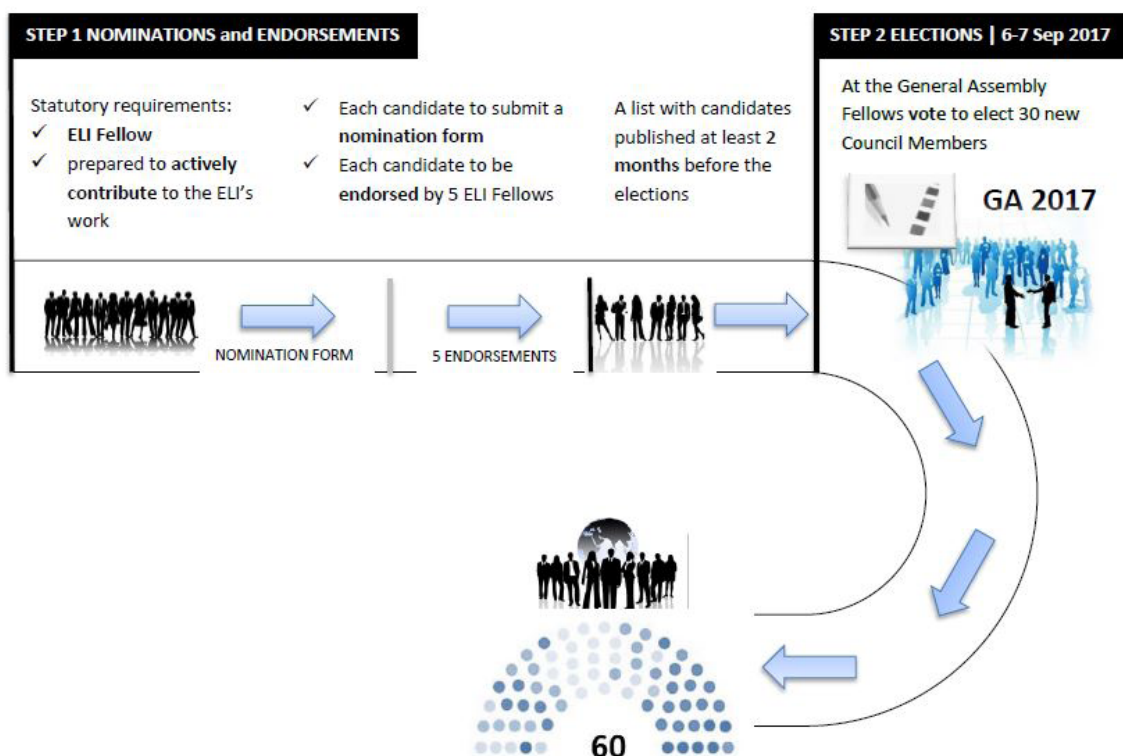 STEP 1 NOMINATIONS and ENDORSEMENTS
Statutory requirements:
✓ ELI Fellow
✓ prepared to actively
contribute to the ELI's
work
✓ Each candidate to submit a
nomination form
✓ Each candidate to be
endorsed by 5 ELI Fellows
A list with candidates
published at least 2
months before the
elections
STEP 2 ELECTIONS | 6-7 Sep 2017
At the General Assembly
Fellows vote to elect 30 new
Council Members
GA 2017
NOMINATION FORM
5 ENDORSEMENTS
60